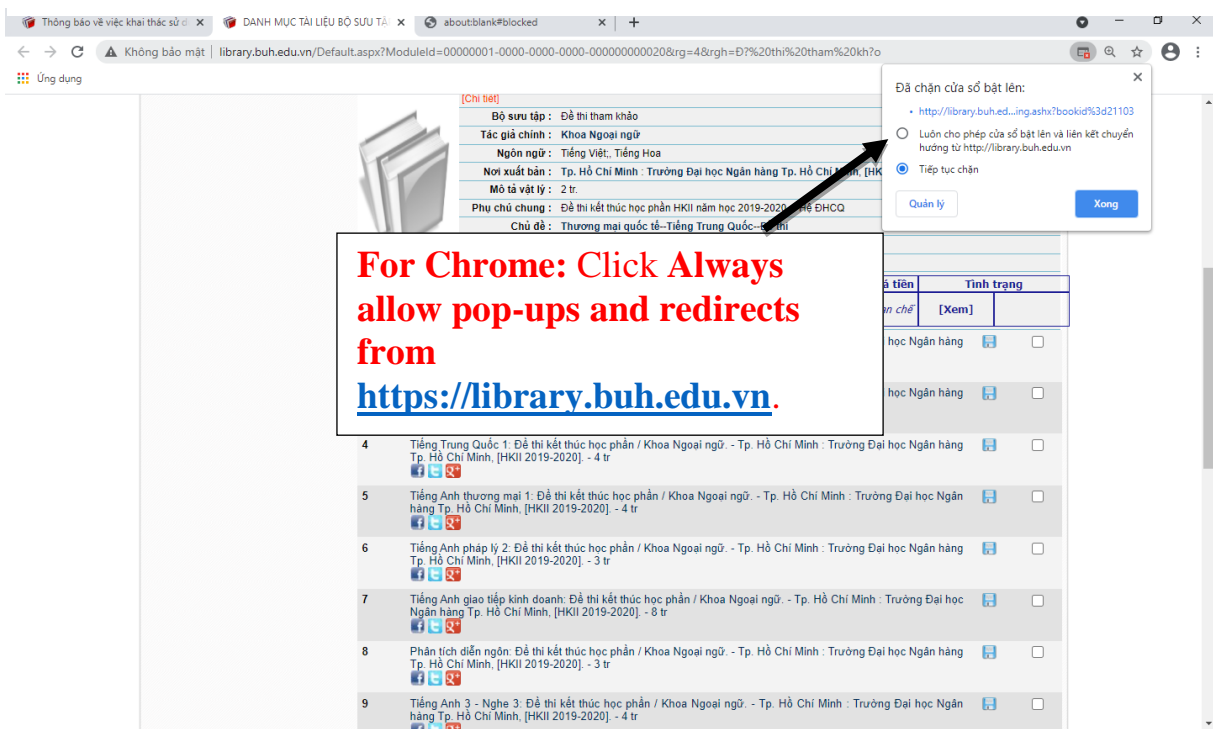 Thông báo về việc khai thác sử d
DANH MỤC TÀI LIỆU BỘ SƯU TẬ
about:blank#blocked
Không bảo mật | library.buh.edu.vn/Default.aspx?ModuleId=00000001-0000-0000-0000-000000000020&rg=4&rgh=Đ?%20thi%20tham%20kh?o
Ứng dụng
Đã chặn cửa sổ bật lên:
• http://library.buh.ed...ing.ashx?bookid%3d21103
Luôn cho phép cửa sổ bật lên và liên kết chuyển
hướng từ http://library.buh.edu.vn
Tiếp tục chặn
Quản lý
Xong
[Chi tiết]
Bộ sưu tập : Đề thi tham khảo
Tác giả chính : Khoa Ngoại ngữ
Ngôn ngữ : Tiếng Việt;, Tiếng Hoa
Nơi xuất bản : Tp. Hồ Chí Minh : Trường Đại học Ngân hàng Tp. Hồ Chí Minh, [HK
Mô tả vật lý : 2 tr.
Phụ chú chung : Đề thi kết thúc học phần HKII năm học 2019-2020 Hệ ĐHCQ
Chủ đề : Thương mại quốc tế--Tiếng Trung Quốc--Đề thi
For Chrome: Click Always
allow pop-ups and redirects
from
https://library.buh.edu.vn.
á tiền Tình trạng
ạn chế [Xem]
học Ngân hàng
học Ngân hàng
4 Tiếng Trung Quốc 1: Đề thi kết thúc học phần / Khoa Ngoại ngữ. - Tp. Hồ Chí Minh : Trường Đại học Ngân hàng
Tp. Hồ Chí Minh, [HKII 2019-2020]. - 4 tr
5 Tiếng Anh thương mại 1: Đề thi kết thúc học phần / Khoa Ngoại ngữ. - Tp. Hồ Chí Minh : Trường Đại học Ngân
hàng Tp. Hồ Chí Minh, [HKII 2019-2020]. - 4 tr
6 Tiếng Anh pháp lý 2: Đề thi kết thúc học phần / Khoa Ngoại ngữ. - Tp. Hồ Chí Minh : Trường Đại học Ngân hàng
Tp. Hồ Chí Minh, [HKII 2019-2020]. - 3 tr
7 Tiếng Anh giao tiếp kinh doanh: Đề thi kết thúc học phần / Khoa Ngoại ngữ. - Tp. Hồ Chí Minh : Trường Đại học
Ngân hàng Tp. Hồ Chí Minh, [HKII 2019-2020]. - 8 tr
8 Phân tích diễn ngôn: Đề thi kết thúc học phần / Khoa Ngoại ngữ. - Tp. Hồ Chí Minh : Trường Đại học Ngân hàng
Tp. Hồ Chí Minh, [HKII 2019-2020]. - 3 tr
9 Tiếng Anh 3 - Nghe 3: Đề thi kết thúc học phần / Khoa Ngoại ngữ. - Tp. Hồ Chí Minh : Trường Đại học Ngân
hàng Tp. Hồ Chí Minh, [HKII 2019-2020]. - 4 tr